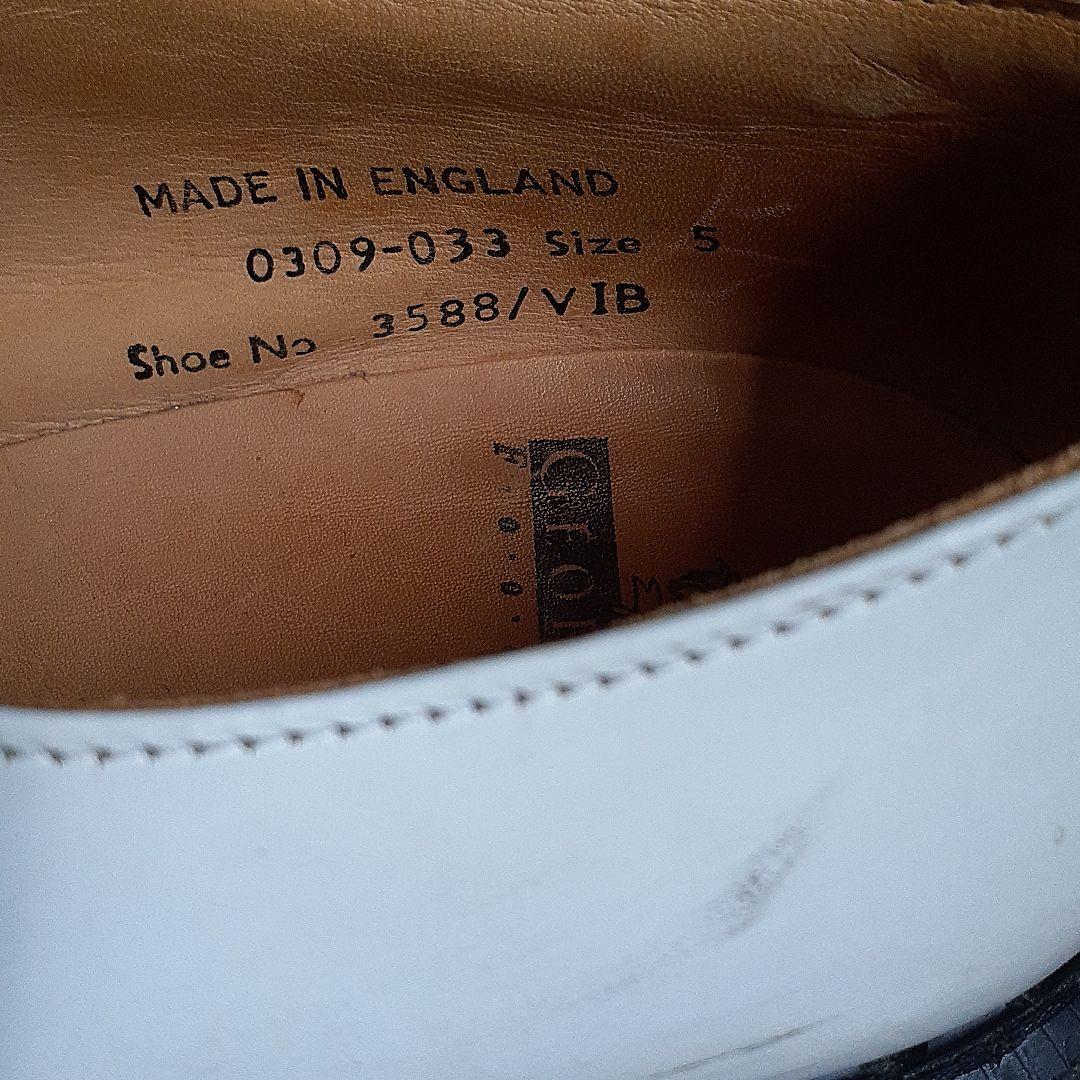 MADE IN ENGLAND
0309-033 Size 5
Shoe No 3588/VIB